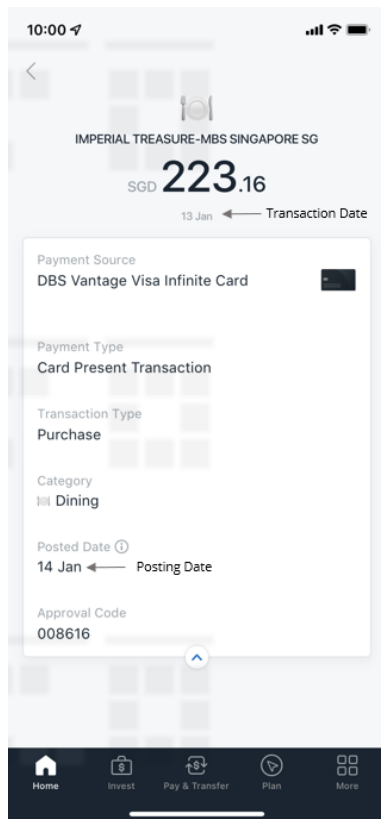 10:00
IMPERIAL TREASURE-MBS SINGAPORE SG
SGD 223.16
13 Jan Transaction Date
Payment Source
DBS Vantage Visa Infinite Card
Payment Type
Card Present Transaction
Transaction Type
Purchase
Category
Dining
Posted Date
14 Jan Posting Date
Approval Code
008616
Home Invest Pay & Transfer Plan More